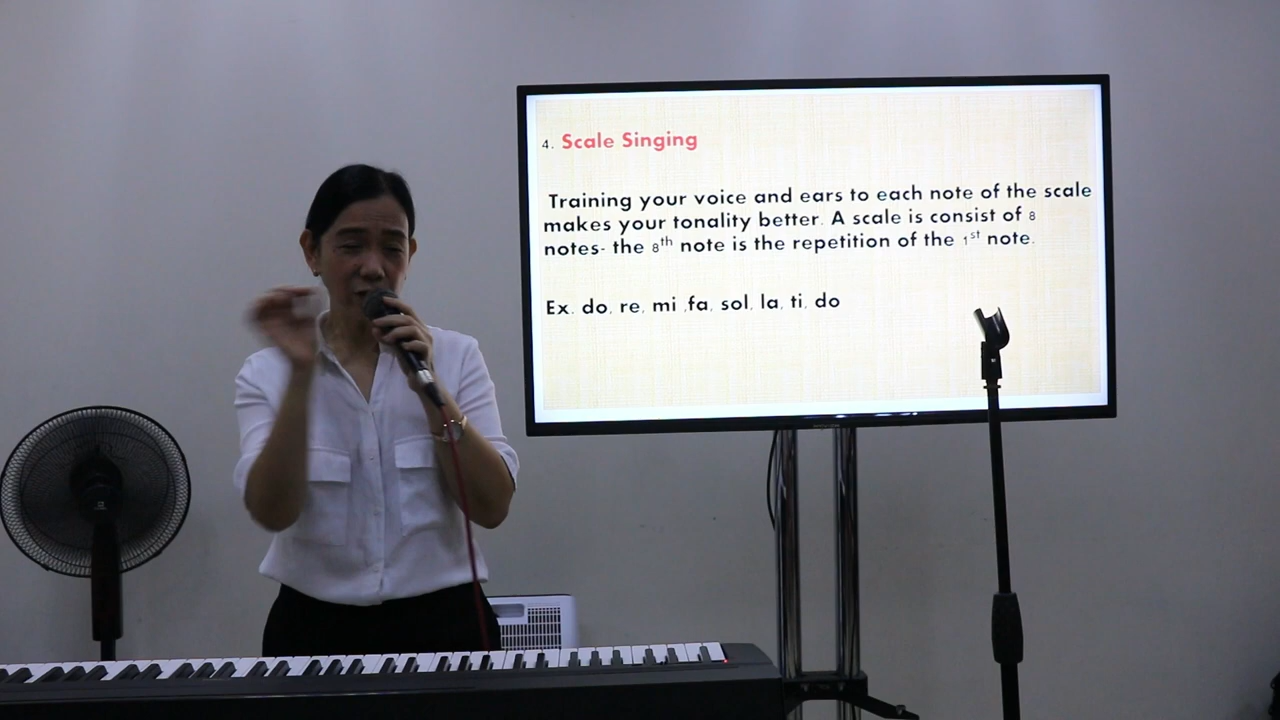 4. Scale Singing
Training your voice and ears to each note of the scale
makes your tonality better. A scale is consist of 8
notes- the 8th note is the repetition of the 1st note.
Ex. do, re, mi ,fa, sol, la, ti, do